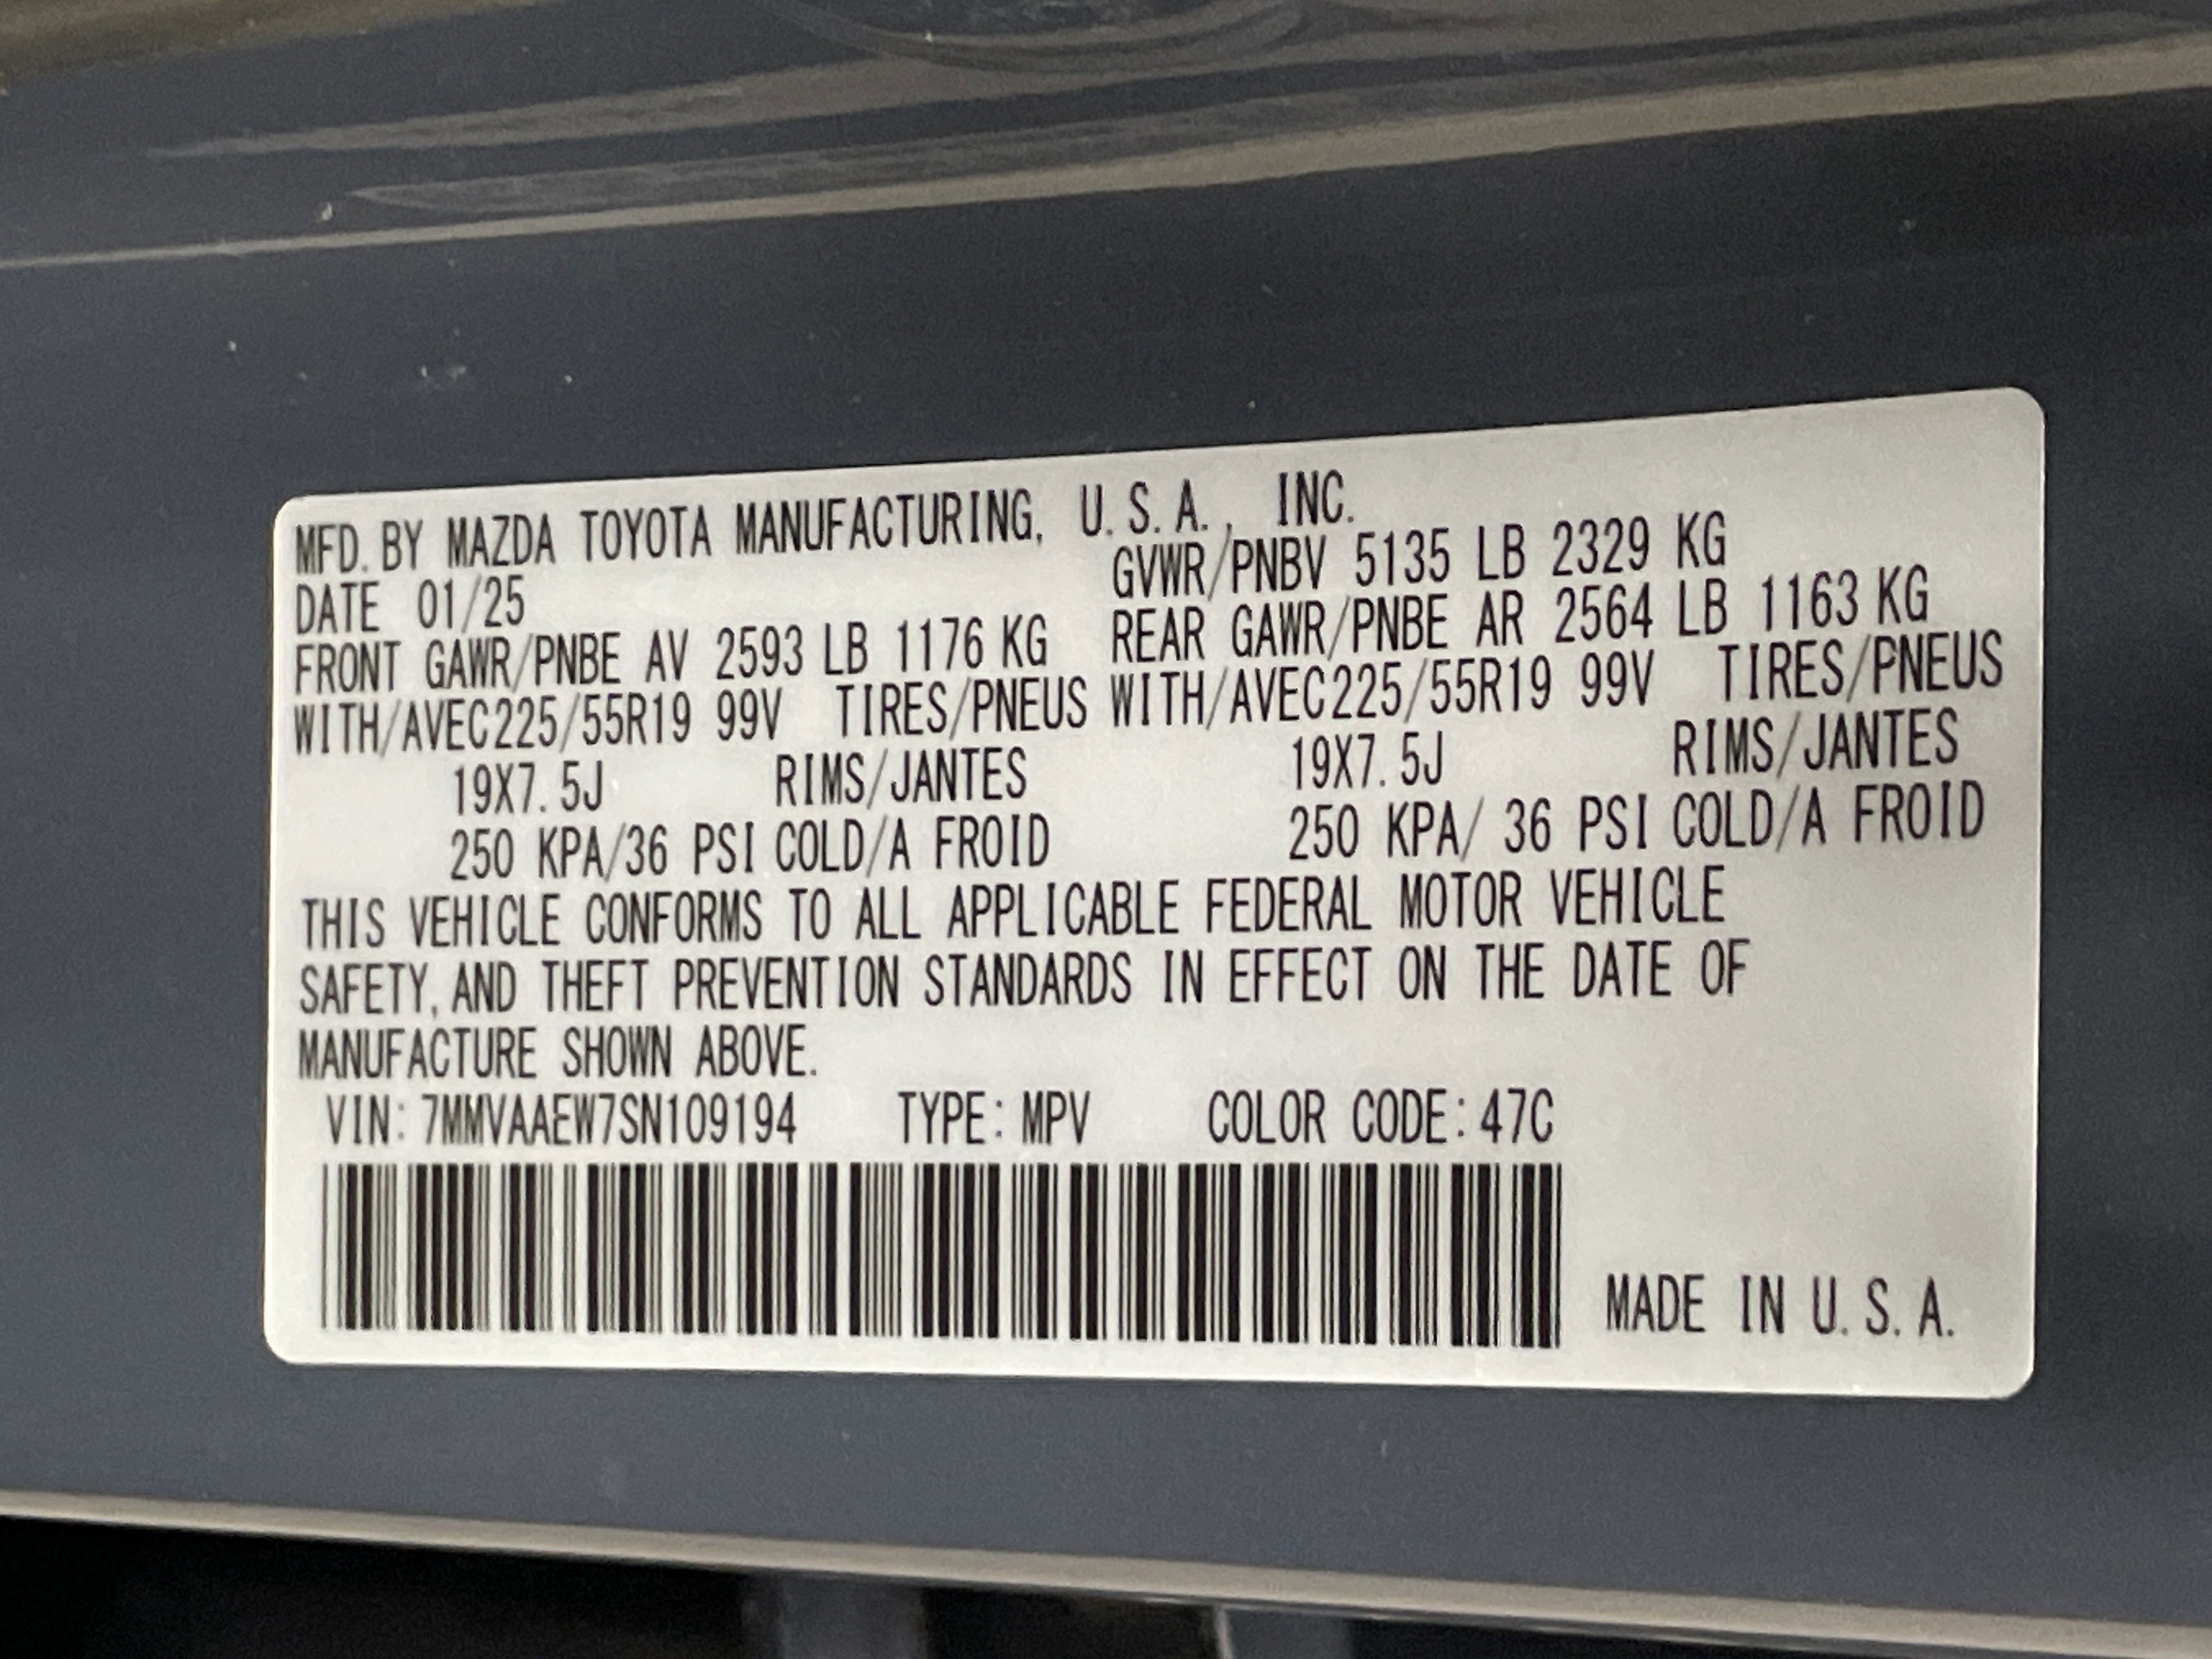 MFD. BY MAZDA TOYOTA MANUFACTURING, U.S.A., INC.
DATE 01/25 GVWR/PNBV 5135 LB 2329 KG
FRONT GAWR/PNBE AV 2593 LB 1176 KG REAR GAWR/PNBE AR 2564 LB 1163 KG
WITH/AVEC225/55R19 99V TIRES/PNEUS WITH/AVEC225/55R19 99V TIRES/PNEUS
19X7.5J RIMS/JANTES 19X7.5J RIMS/JANTES
250 KPA/36 PSI COLD/A FROID 250 KPA/ 36 PSI COLD/A FROID
THIS VEHICLE CONFORMS TO ALL APPLICABLE FEDERAL MOTOR VEHICLE
SAFETY, AND THEFT PREVENTION STANDARDS IN EFFECT ON THE DATE OF
MANUFACTURE SHOWN ABOVE.
VIN: 7MMVAAEW7SN109194 TYPE: MPV COLOR CODE: 47C
MADE IN U.S.A.